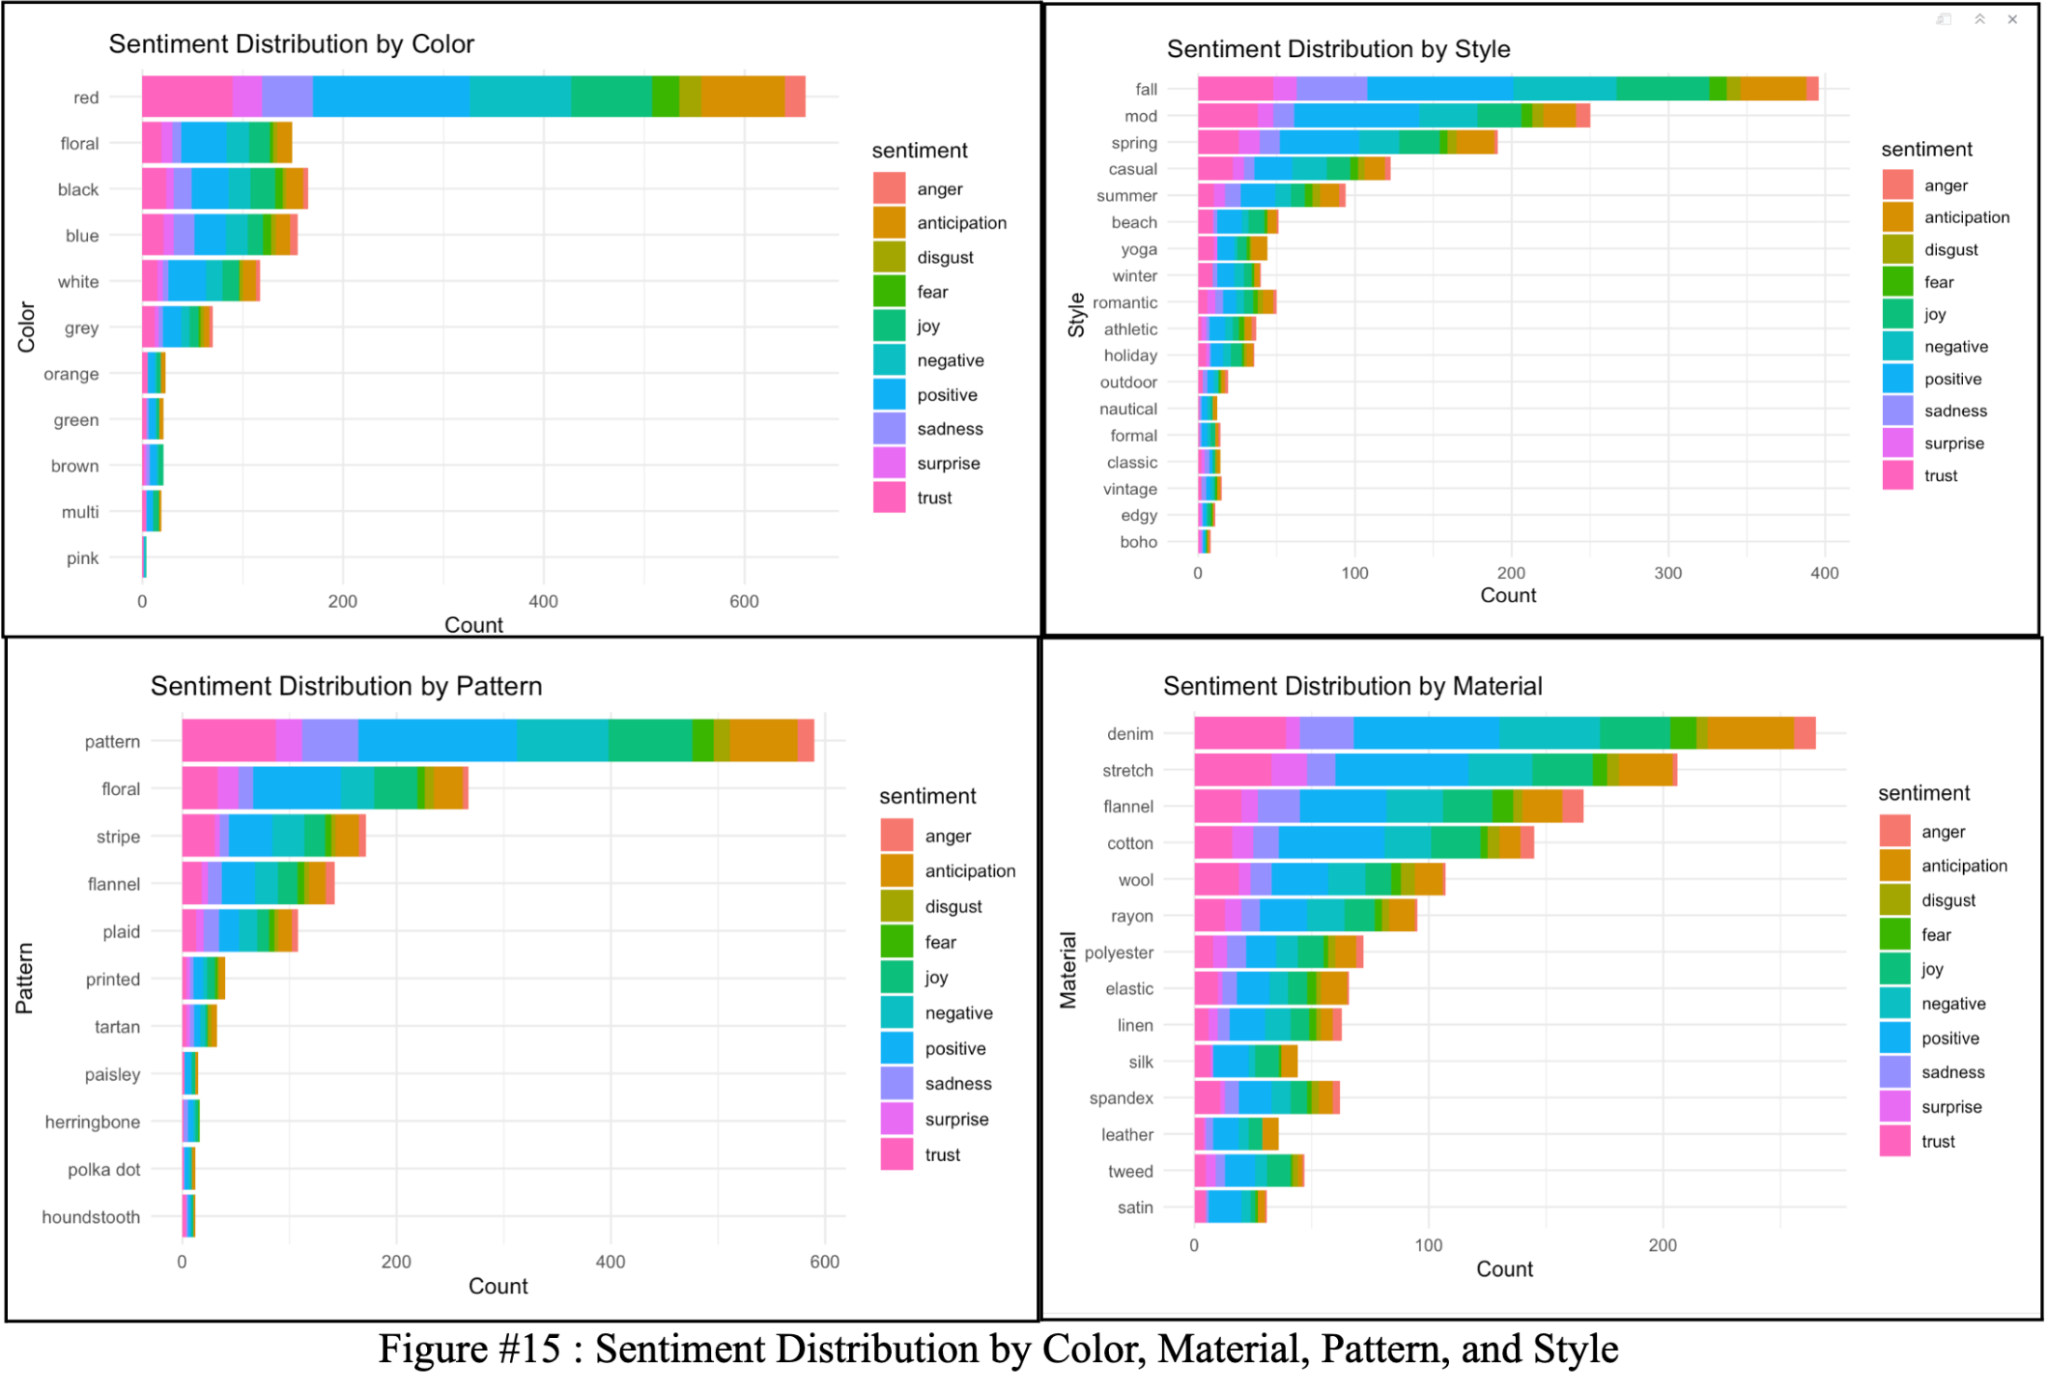 Sentiment Distribution by Color
Color
red
floral
black
blue
white
grey
orange
green
brown
multi
pink
0 200 400 600
Count
sentiment
anger
anticipation
disgust
fear
joy
negative
positive
sadness
surprise
trust
Sentiment Distribution by Style
Style
fall
mod
spring
casual
summer
beach
yoga
winter
romantic
athletic
holiday
outdoor
nautical
formal
classic
vintage
edgy
boho
0 100 200 300 400
Count
sentiment
anger
anticipation
disgust
fear
joy
negative
positive
sadness
surprise
trust
Sentiment Distribution by Pattern
Pattern
pattern
floral
stripe
flannel
plaid
printed
tartan
paisley
herringbone
polka dot
houndstooth
0 200 400 600
Count
sentiment
anger
anticipation
disgust
fear
joy
negative
positive
sadness
surprise
trust
Sentiment Distribution by Material
Material
denim
stretch
flannel
cotton
wool
rayon
polyester
elastic
linen
silk
spandex
leather
tweed
satin
0 100 200
Count
sentiment
anger
anticipation
disgust
fear
joy
negative
positive
sadness
surprise
trust
Figure #15 : Sentiment Distribution by Color, Material, Pattern, and Style